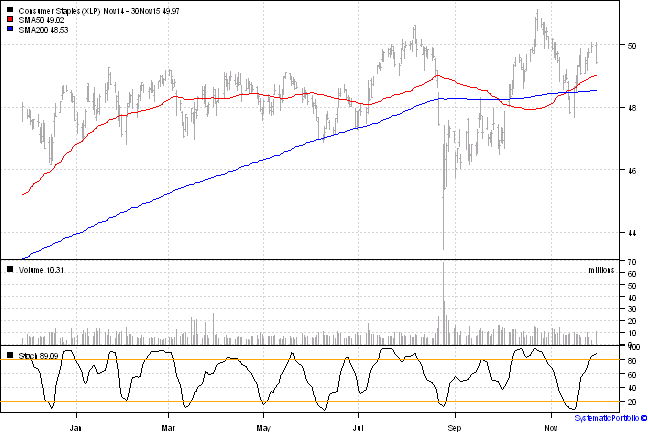 Consumer Staples (XLP) Nov14 - 30Nov15 49.97
SMA50 49.02
SMA200 48.53
50
48
46
44
Volume 10.31
millions
70
60
50
40
30
20
10
0
Stoch 89.09
100
80
60
40
20
Jan Mar May Jul Sep Nov
SystematicPortfolio ©